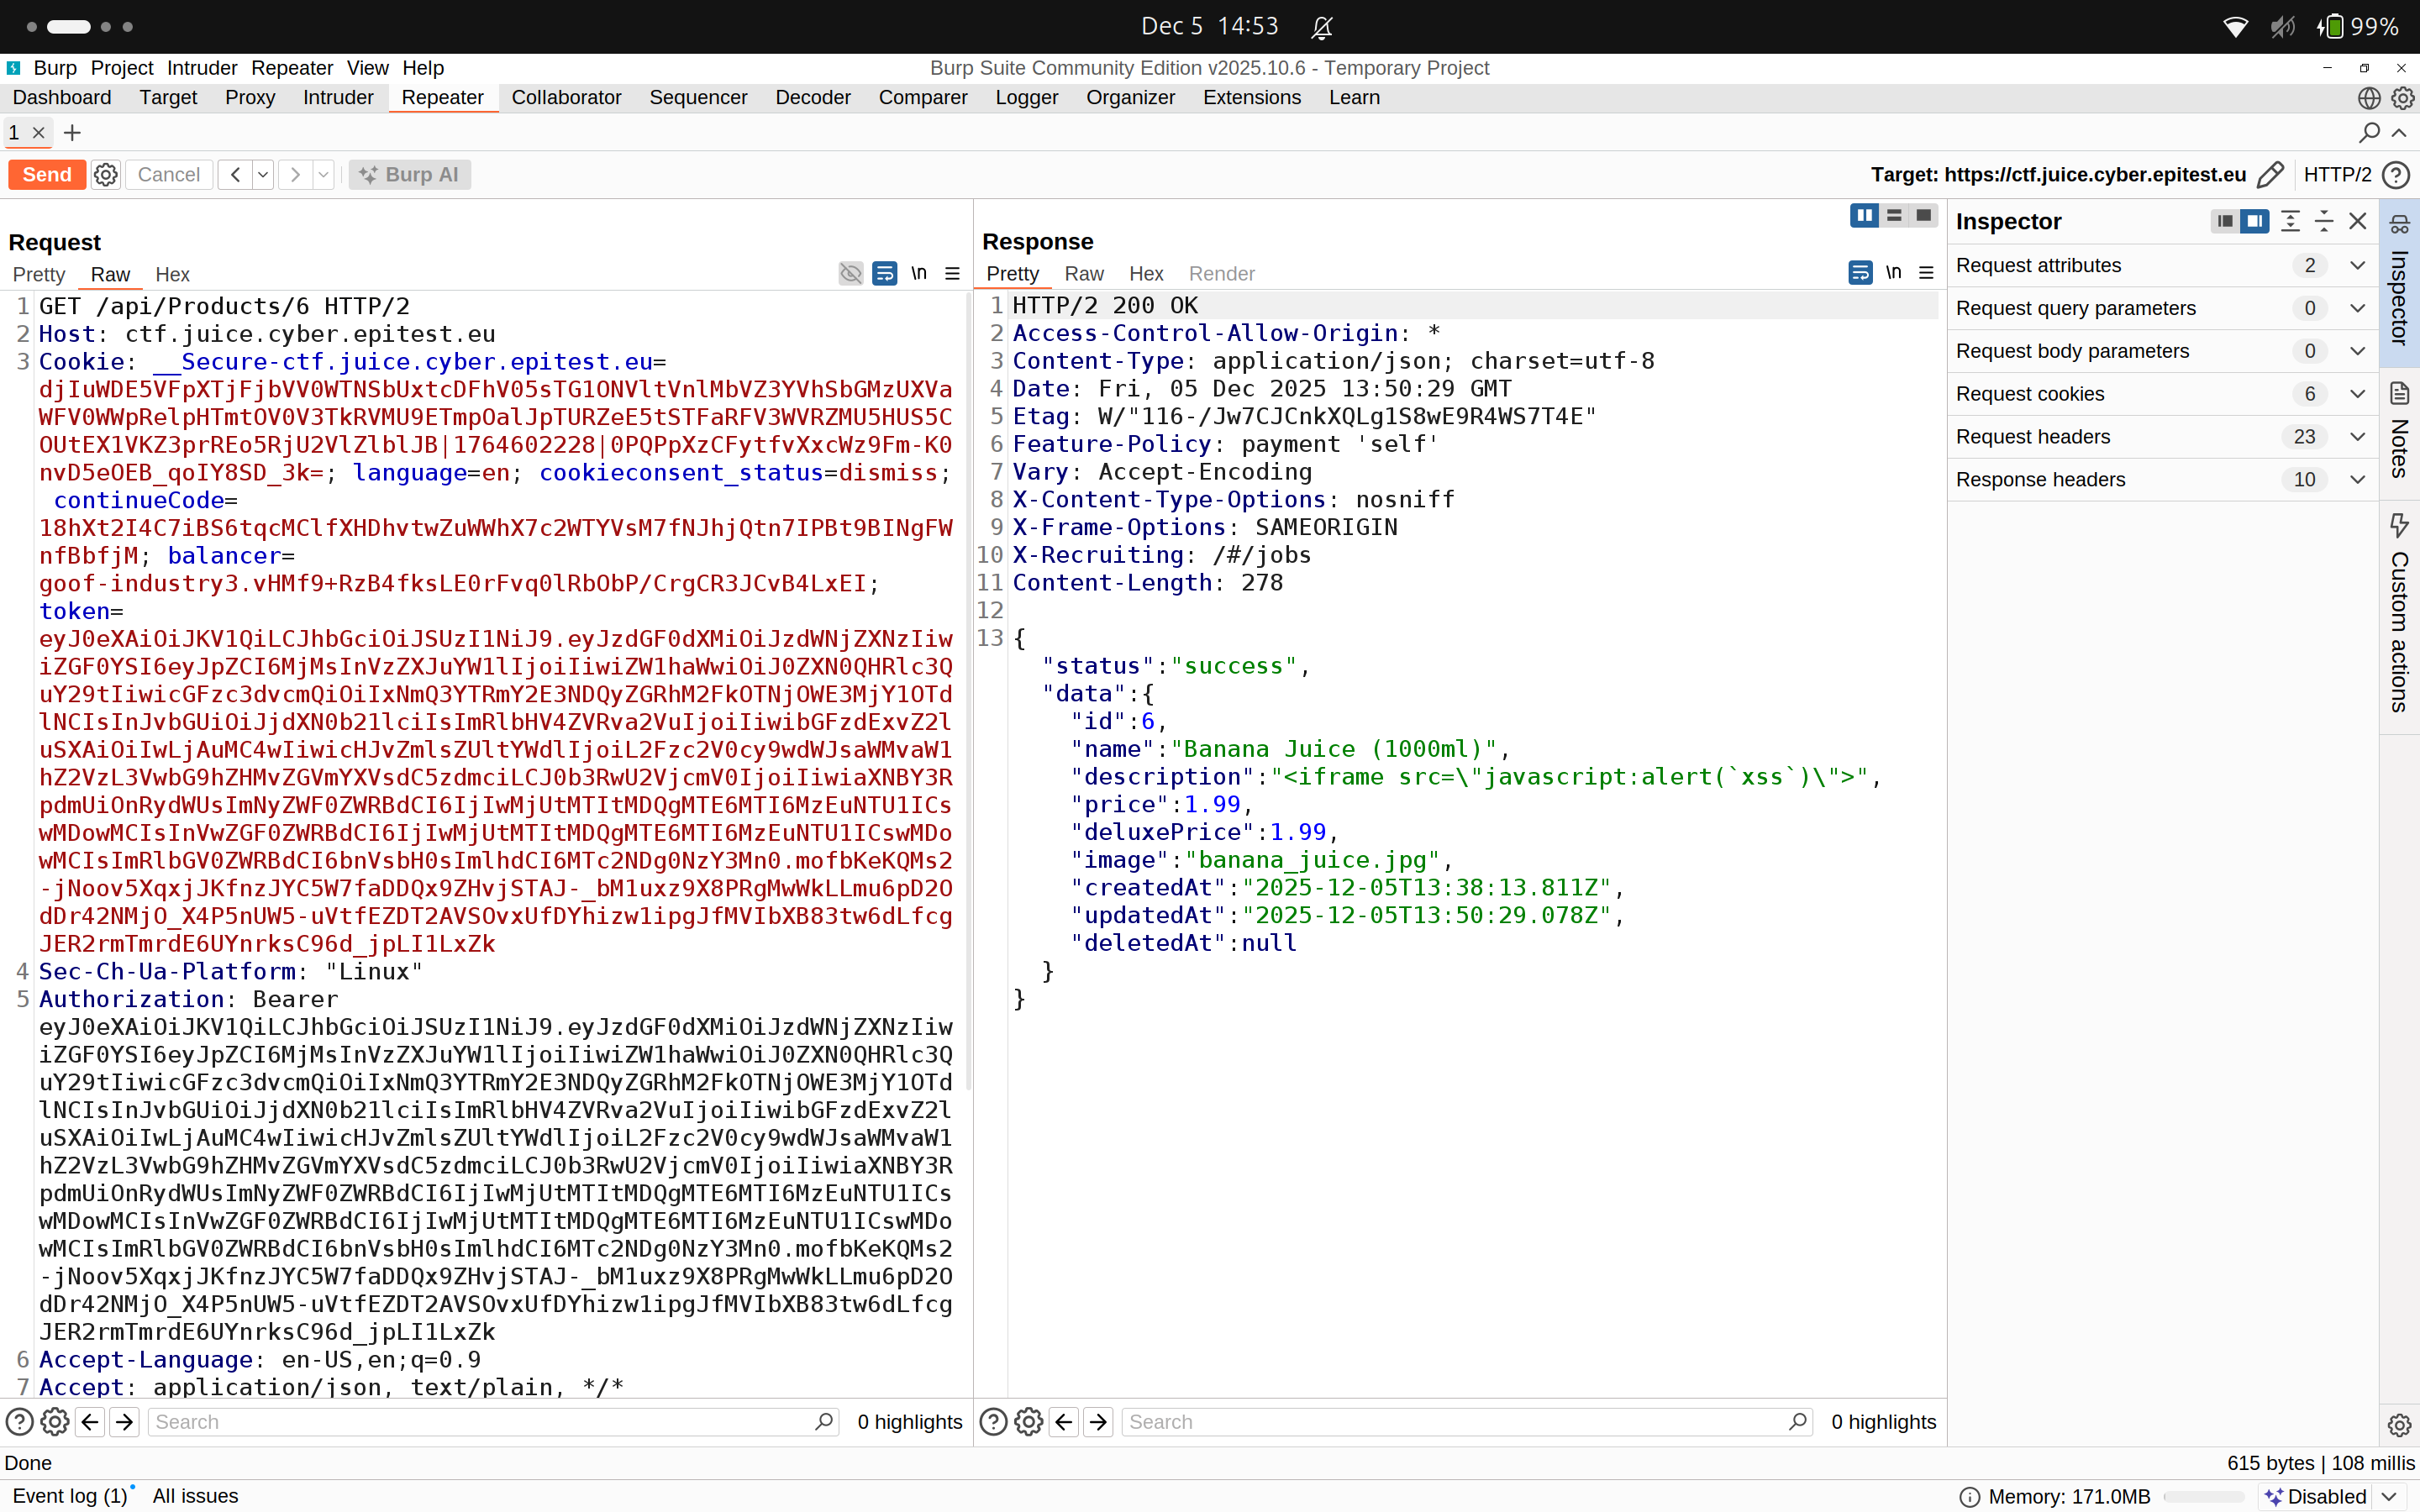 Dec 5 14:53
99%
Burp Project Intruder Repeater View Help
Burp Suite Community Edition v2025.10.6 - Temporary Project
Dashboard Target Proxy Intruder Repeater Collaborator Sequencer Decoder Comparer Logger Organizer Extensions Learn
1
Send Cancel Burp AI
Target: https://ctf.juice.cyber.epitest.eu HTTP/2
Request
Pretty Raw Hex
\n
1 GET /api/Products/6 HTTP/2
2 Host: ctf.juice.cyber.epitest.eu
3 Cookie: __Secure-ctf.juice.cyber.epitest.eu=
djIuWDE5VFpXTjFjbVV0WTNSbUxtcDFhV05sTG1ONVltVnlMbVZ3YVhSbGMzUXVa
WFV0WWpRelpHTmtOV0V3TkRVMU9ETmpOalJpTURZeE5tSTFaRFV3WVRZMU5HUS5C
OUtEX1VKZ3prREo5RjU2VlZlblJB|1764602228|0PQPpXzCFytfvXxcWz9Fm-K0
nvD5eOEB_qoIY8SD_3k=; language=en; cookieconsent_status=dismiss;
continueCode=
18hXt2I4C7iBS6tqcMClfXHDhvtwZuWWhX7c2WTYVsM7fNJhjQtn7IPBt9BINgFW
nfBbfjM; balancer=
goof-industry3.vHMf9+RzB4fksLE0rFvq0lRbObP/CrgCR3JCvB4LxEI;
token=
eyJ0eXAiOiJKV1QiLCJhbGciOiJSUzI1NiJ9.eyJzdGF0dXMiOiJzdWNjZXNzIiw
iZGF0YSI6eyJpZCI6MjMsInVzZXJuYW1lIjoiIiwiZW1haWwiOiJ0ZXN0QHRlc3Q
uY29tIiwicGFzc3dvcmQiOiIxNmQ3YTRmY2E3NDQyZGRhM2FkOTNjOWE3MjY1OTd
lNCIsInJvbGUiOiJjdXN0b21lciIsImRlbHV4ZVRva2VuIjoiIiwibGFzdExvZ2l
uSXAiOiIwLjAuMC4wIiwicHJvZmlsZUltYWdlIjoiL2Fzc2V0cy9wdWJsaWMvaW1
hZ2VzL3VwbG9hZHMvZGVmYXVsdC5zdmciLCJ0b3RwU2VjcmV0IjoiIiwiaXNBY3R
pdmUiOnRydWUsImNyZWF0ZWRBdCI6IjIwMjUtMTItMDQgMTE6MTI6MzEuNTU1ICs
wMDowMCIsInVwZGF0ZWRBdCI6IjIwMjUtMTItMDQgMTE6MTI6MzEuNTU1ICswMDo
wMCIsImRlbGV0ZWRBdCI6bnVsbH0sImlhdCI6MTc2NDg0NzY3Mn0.mofbKeKQMs2
-jNoov5XqxjJKfnzJYC5W7faDDQx9ZHvjSTAJ-_bM1uxz9X8PRgMwWkLLmu6pD2O
dDr42NMjO_X4P5nUW5-uVtfEZDT2AVSOvxUfDYhizw1ipgJfMVIbXB83tw6dLfcg
JER2rmTmrdE6UYnrksC96d_jpLI1LxZk
4 Sec-Ch-Ua-Platform: "Linux"
5 Authorization: Bearer
eyJ0eXAiOiJKV1QiLCJhbGciOiJSUzI1NiJ9.eyJzdGF0dXMiOiJzdWNjZXNzIiw
iZGF0YSI6eyJpZCI6MjMsInVzZXJuYW1lIjoiIiwiZW1haWwiOiJ0ZXN0QHRlc3Q
uY29tIiwicGFzc3dvcmQiOiIxNmQ3YTRmY2E3NDQyZGRhM2FkOTNjOWE3MjY1OTd
lNCIsInJvbGUiOiJjdXN0b21lciIsImRlbHV4ZVRva2VuIjoiIiwibGFzdExvZ2l
uSXAiOiIwLjAuMC4wIiwicHJvZmlsZUltYWdlIjoiL2Fzc2V0cy9wdWJsaWMvaW1
hZ2VzL3VwbG9hZHMvZGVmYXVsdC5zdmciLCJ0b3RwU2VjcmV0IjoiIiwiaXNBY3R
pdmUiOnRydWUsImNyZWF0ZWRBdCI6IjIwMjUtMTItMDQgMTE6MTI6MzEuNTU1ICs
wMDowMCIsInVwZGF0ZWRBdCI6IjIwMjUtMTItMDQgMTE6MTI6MzEuNTU1ICswMDo
wMCIsImRlbGV0ZWRBdCI6bnVsbH0sImlhdCI6MTc2NDg0NzY3Mn0.mofbKeKQMs2
-jNoov5XqxjJKfnzJYC5W7faDDQx9ZHvjSTAJ-_bM1uxz9X8PRgMwWkLLmu6pD2O
dDr42NMjO_X4P5nUW5-uVtfEZDT2AVSOvxUfDYhizw1ipgJfMVIbXB83tw6dLfcg
JER2rmTmrdE6UYnrksC96d_jpLI1LxZk
6 Accept-Language: en-US,en;q=0.9
7 Accept: application/json, text/plain, */*
Search
0 highlights
Response
Pretty Raw Hex Render
\n
1 HTTP/2 200 OK
2 Access-Control-Allow-Origin: *
3 Content-Type: application/json; charset=utf-8
4 Date: Fri, 05 Dec 2025 13:50:29 GMT
5 Etag: W/"116-/Jw7CJCnkXQLg1S8wE9R4WS7T4E"
6 Feature-Policy: payment 'self'
7 Vary: Accept-Encoding
8 X-Content-Type-Options: nosniff
9 X-Frame-Options: SAMEORIGIN
10 X-Recruiting: /#/jobs
11 Content-Length: 278
12
13 {
"status":"success",
"data":{
"id":6,
"name":"Banana Juice (1000ml)",
"description":"<iframe src=\"javascript:alert(`xss`)\">",
"price":1.99,
"deluxePrice":1.99,
"image":"banana_juice.jpg",
"createdAt":"2025-12-05T13:38:13.811Z",
"updatedAt":"2025-12-05T13:50:29.078Z",
"deletedAt":null
}
}
Search
0 highlights
Inspector
Request attributes 2
Request query parameters 0
Request body parameters 0
Request cookies 6
Request headers 23
Response headers 10
Inspector
Notes
Custom actions
Done
615 bytes | 108 millis
Event log (1) All issues
Memory: 171.0MB
Disabled